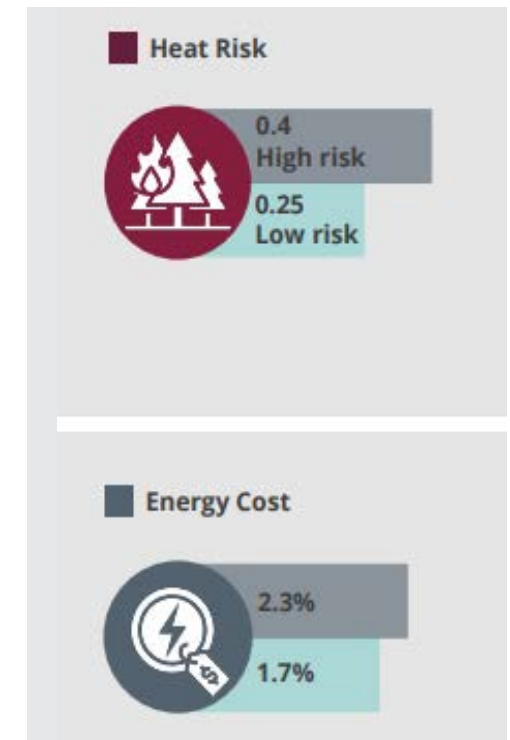 Heat Risk
0.4
High risk
0.25
Low risk
Energy Cost
2.3%
1.7%
$